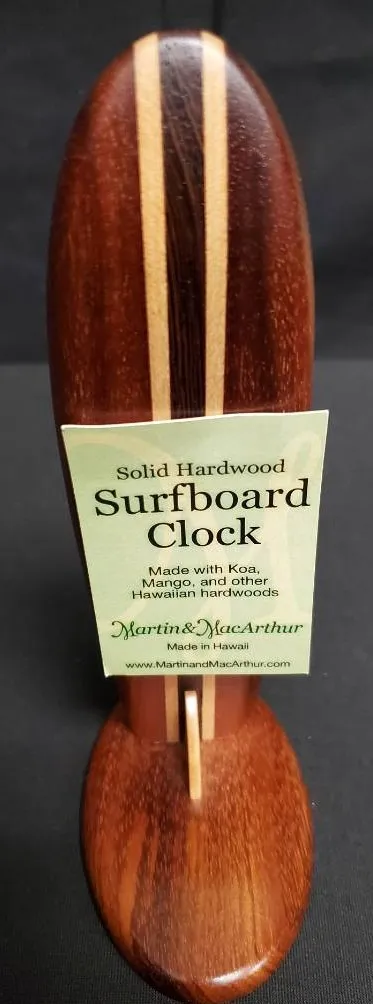 Solid Hardwood
Surfboard
Clock
Made with Koa,
Mango, and other
Hawaiian hardwoods
Martin&MacArthur
Made in Hawaii
www.MartinandMacArthur.com